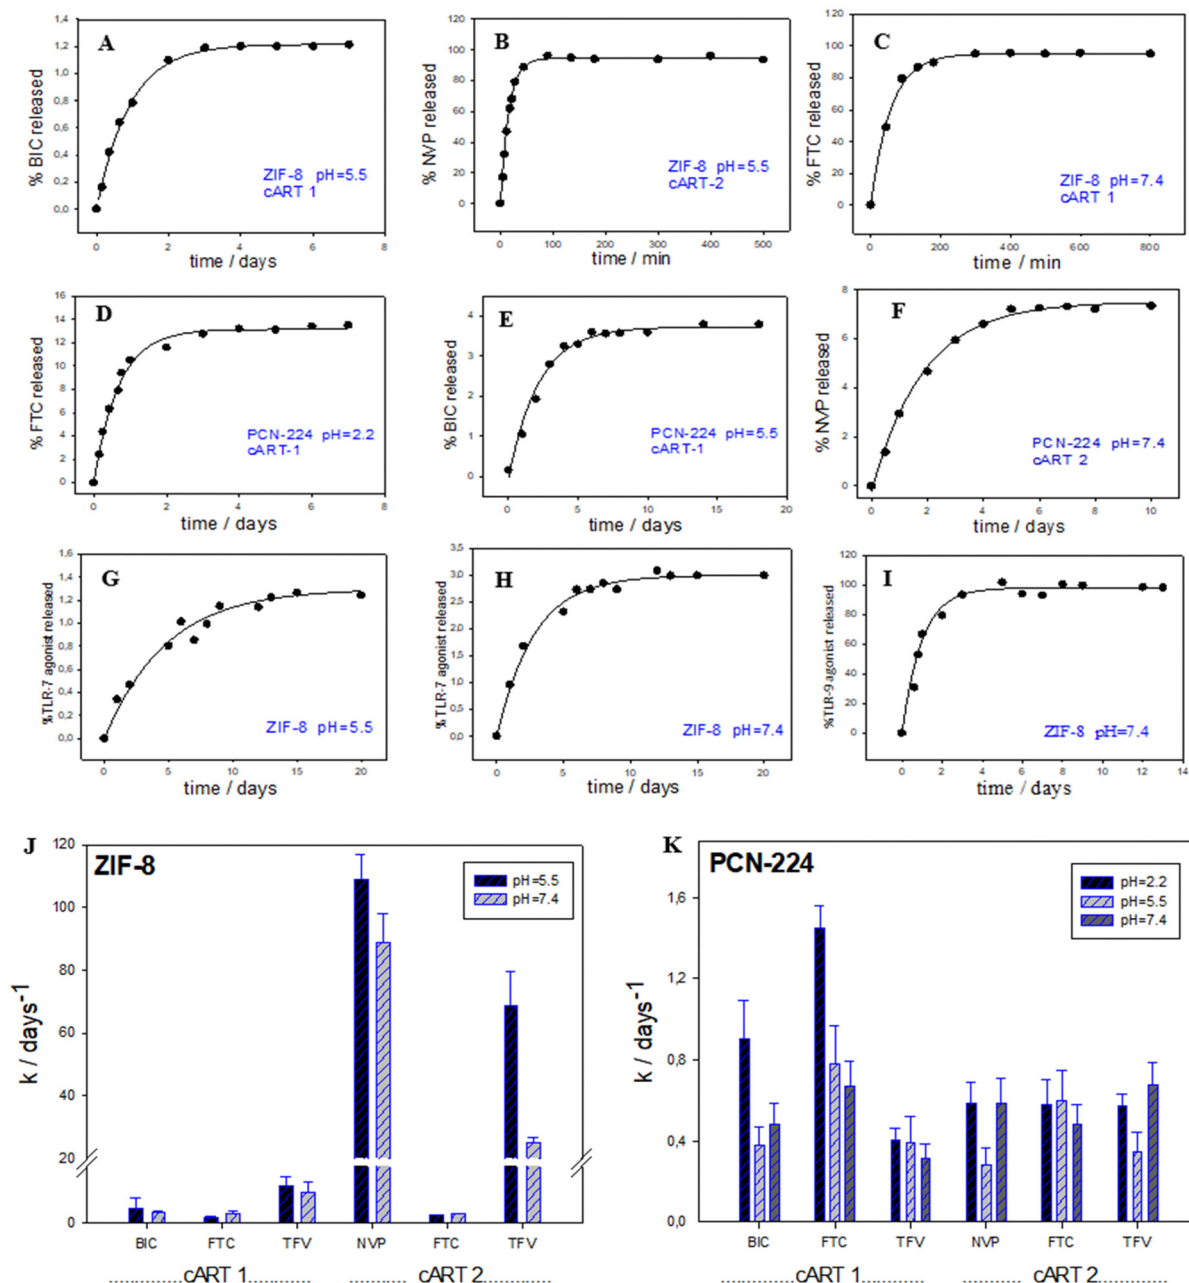 A
% BIC released
1,4
1,2
1,0
0,8
0,6
0,4
0,2
0,0
ZIF-8 pH=5.5
cART 1
0 2 4 6 8
time / days
B
% NVP released
120
100
80
60
40
20
0
ZIF-8 pH=5.5
cART-2
0 100 200 300 400 500
time / min
C
% FTC released
120
100
80
60
40
20
0
ZIF-8 pH=7.4
cART 1
0 200 400 600 800
time / min
D
% FTC released
16
14
12
10
8
6
4
2
0
PCN-224 pH=2.2
cART-1
0 2 4 6 8
time / days
E
% BIC released
4
3
2
1
0
PCN-224 pH=5.5
cART-1
0 5 10 15 20
time / days
F
% NVP released
8
6
4
2
0
PCN-224 pH=7.4
cART 2
0 2 4 6 8 10
time / days
G
%TLR-7 agonist released
1,6
1,4
1,2
1,0
0,8
0,6
0,4
0,2
0,0
ZIF-8 pH=5.5
0 5 10 15 20
time / days
H
%TLR-7 agonist released
3,5
3,0
2,5
2,0
1,5
1,0
0,5
0,0
ZIF-8 pH=7.4
0 5 10 15 20
time / days
I
%TLR-9 agonist released
120
100
80
60
40
20
0
ZIF-8 pH=7.4
0 2 4 6 8 10 12 14
time / days
J
ZIF-8
k / days-1
120
100
80
60
40
20
0
pH=5.5
pH=7.4
BIC FTC TFV NVP FTC TFV
cART 1 cART 2
K
PCN-224
k / days-1
1,6
1,2
0,8
0,4
0,0
pH=2.2
pH=5.5
pH=7.4
BIC FTC TFV NVP FTC TFV
cART 1 cART 2